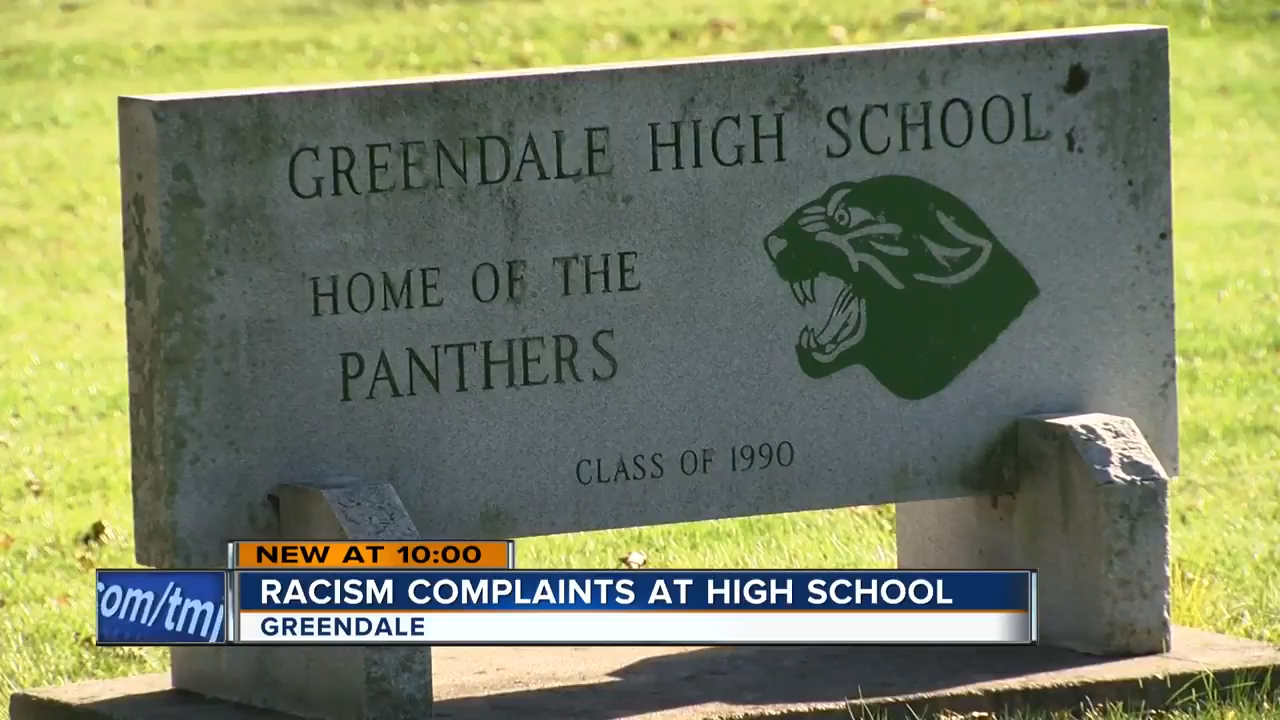 GREENDALE HIGH SCHOOL
HOME OF THE
PANTHERS
CLASS OF 1990
NEW AT 10:00
RACISM COMPLAINTS AT HIGH SCHOOL
GREENDALE
com/tmj